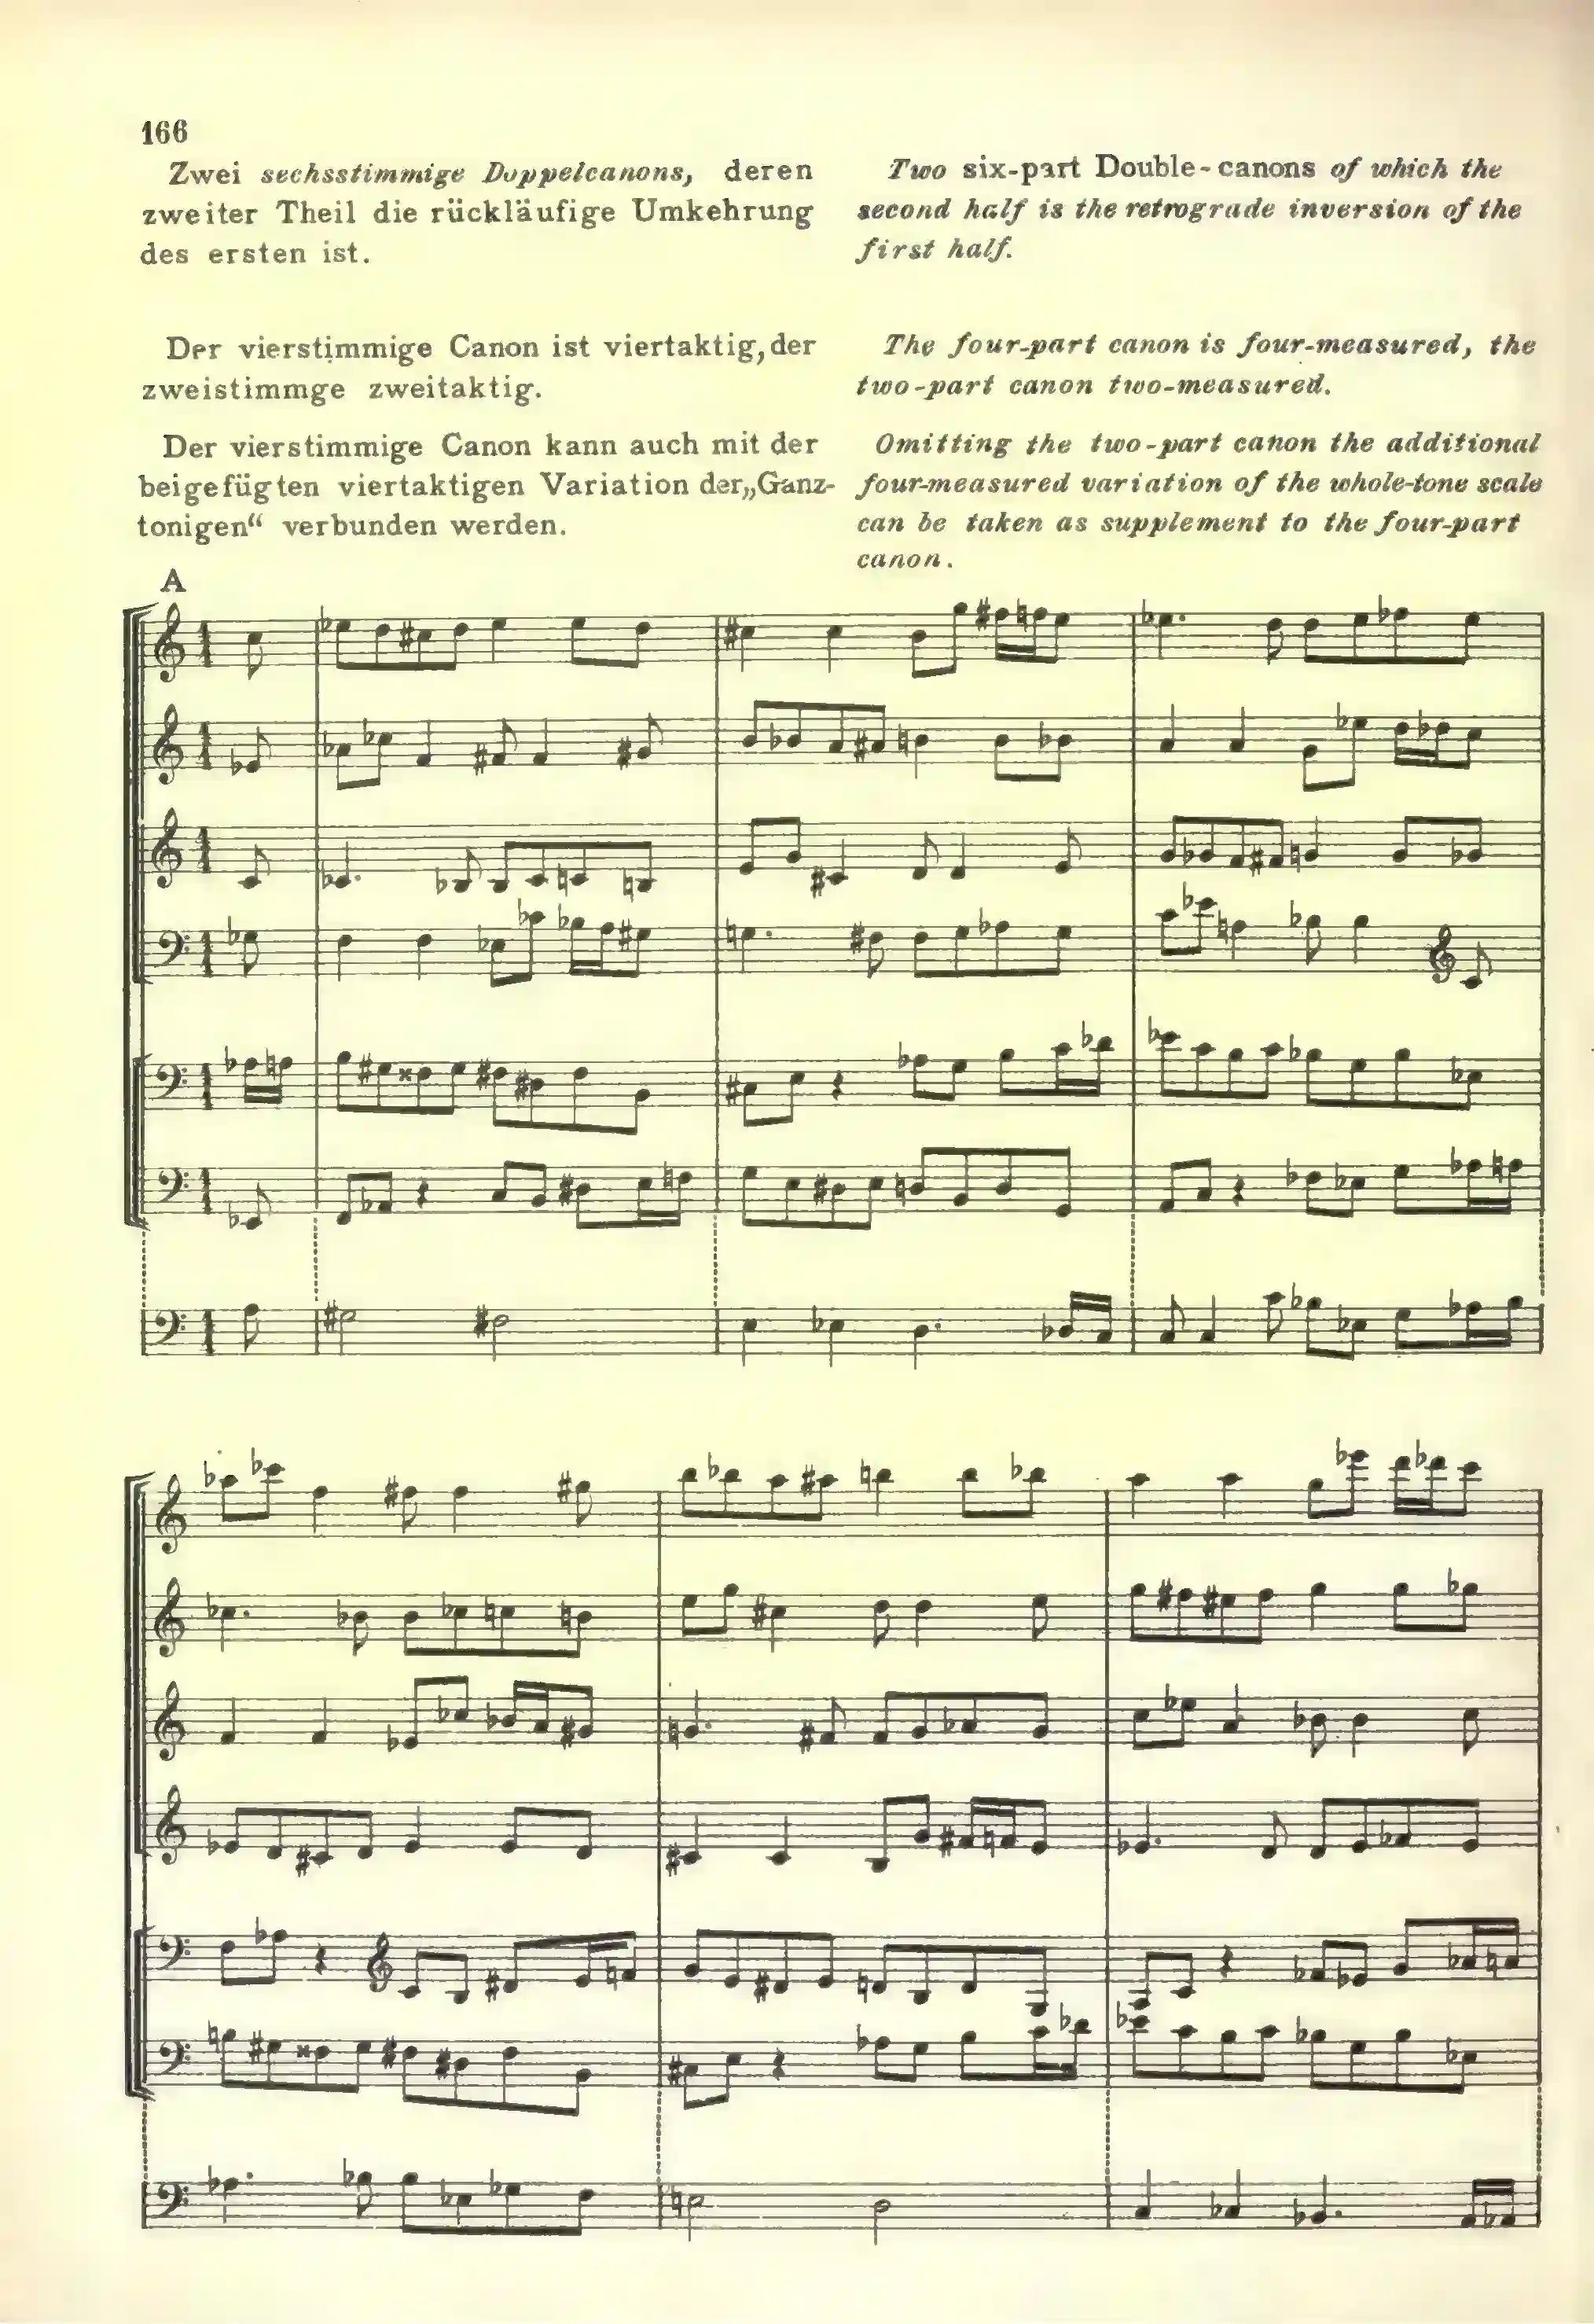 166
Zwei sechsstimmige Doppelcanons, deren
zweiter Theil die rückläufige Umkehrung
des ersten ist.
Der vierstimmige Canon ist viertaktig, der
zweistimmge zweitaktig.
Der vierstimmige Canon kann auch mit der
beigefügten viertaktigen Variation der „Ganz-
tonigen“ verbunden werden.
Two six-part Double-canons of which the
second half is the retrograde inversion of the
first half.
The four-part canon is four-measured, the
two-part canon two-measured.
Omitting the two-part canon the additional
four-measured variation of the whole-tone scale
can be taken as supplement to the four-part
canon.
A